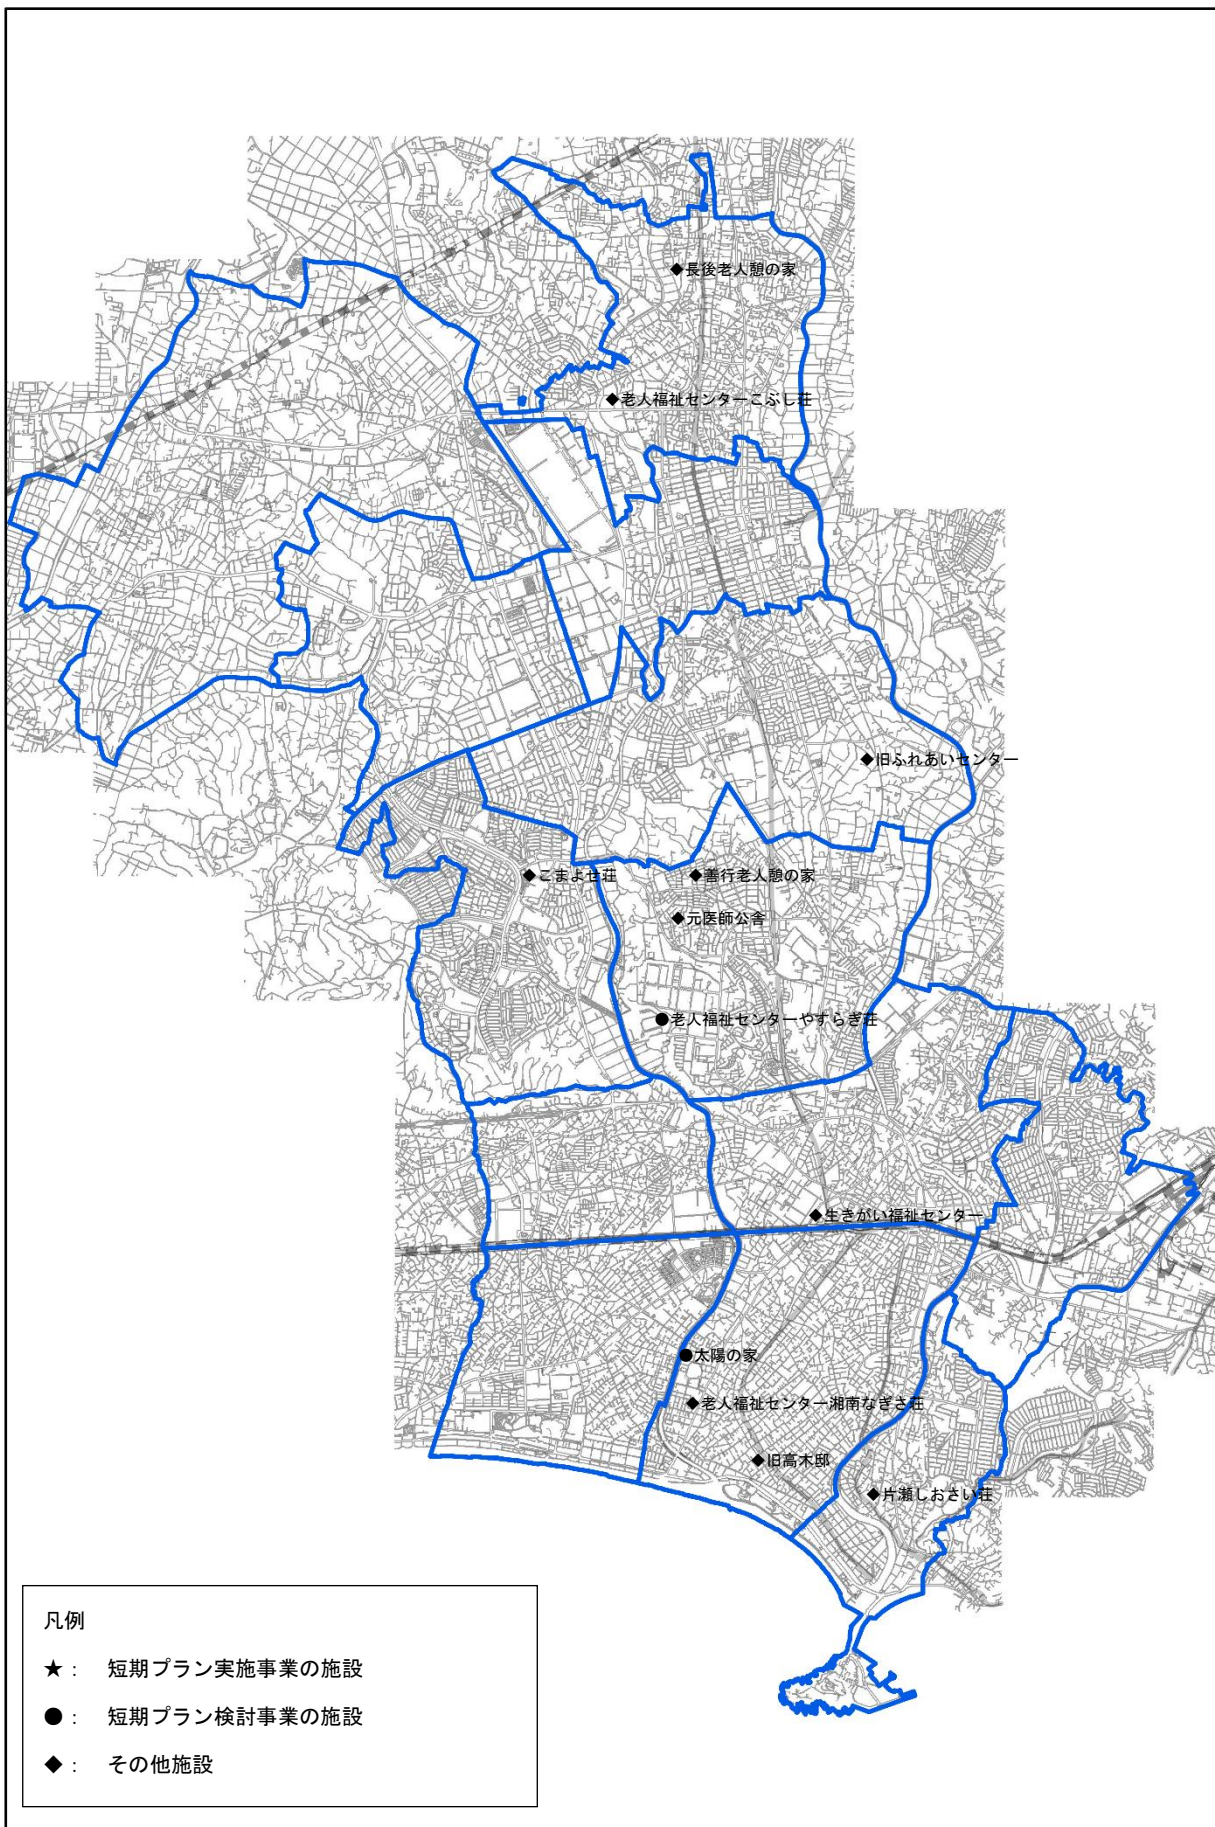 ◆長後老人憩の家
◆老人福祉センターこぶし荘
◆旧ふれあいセンター
◆こまよせ荘
◆善行老人憩の家
◆元医師公舎
●老人福祉センターやすらぎ荘
◆生きがい福祉センター
●太陽の家
◆老人福祉センター湘南なぎさ荘
◆旧高木邸
◆片瀬しおさい荘
凡例
★： 短期プラン実施事業の施設
●： 短期プラン検討事業の施設
◆： その他施設